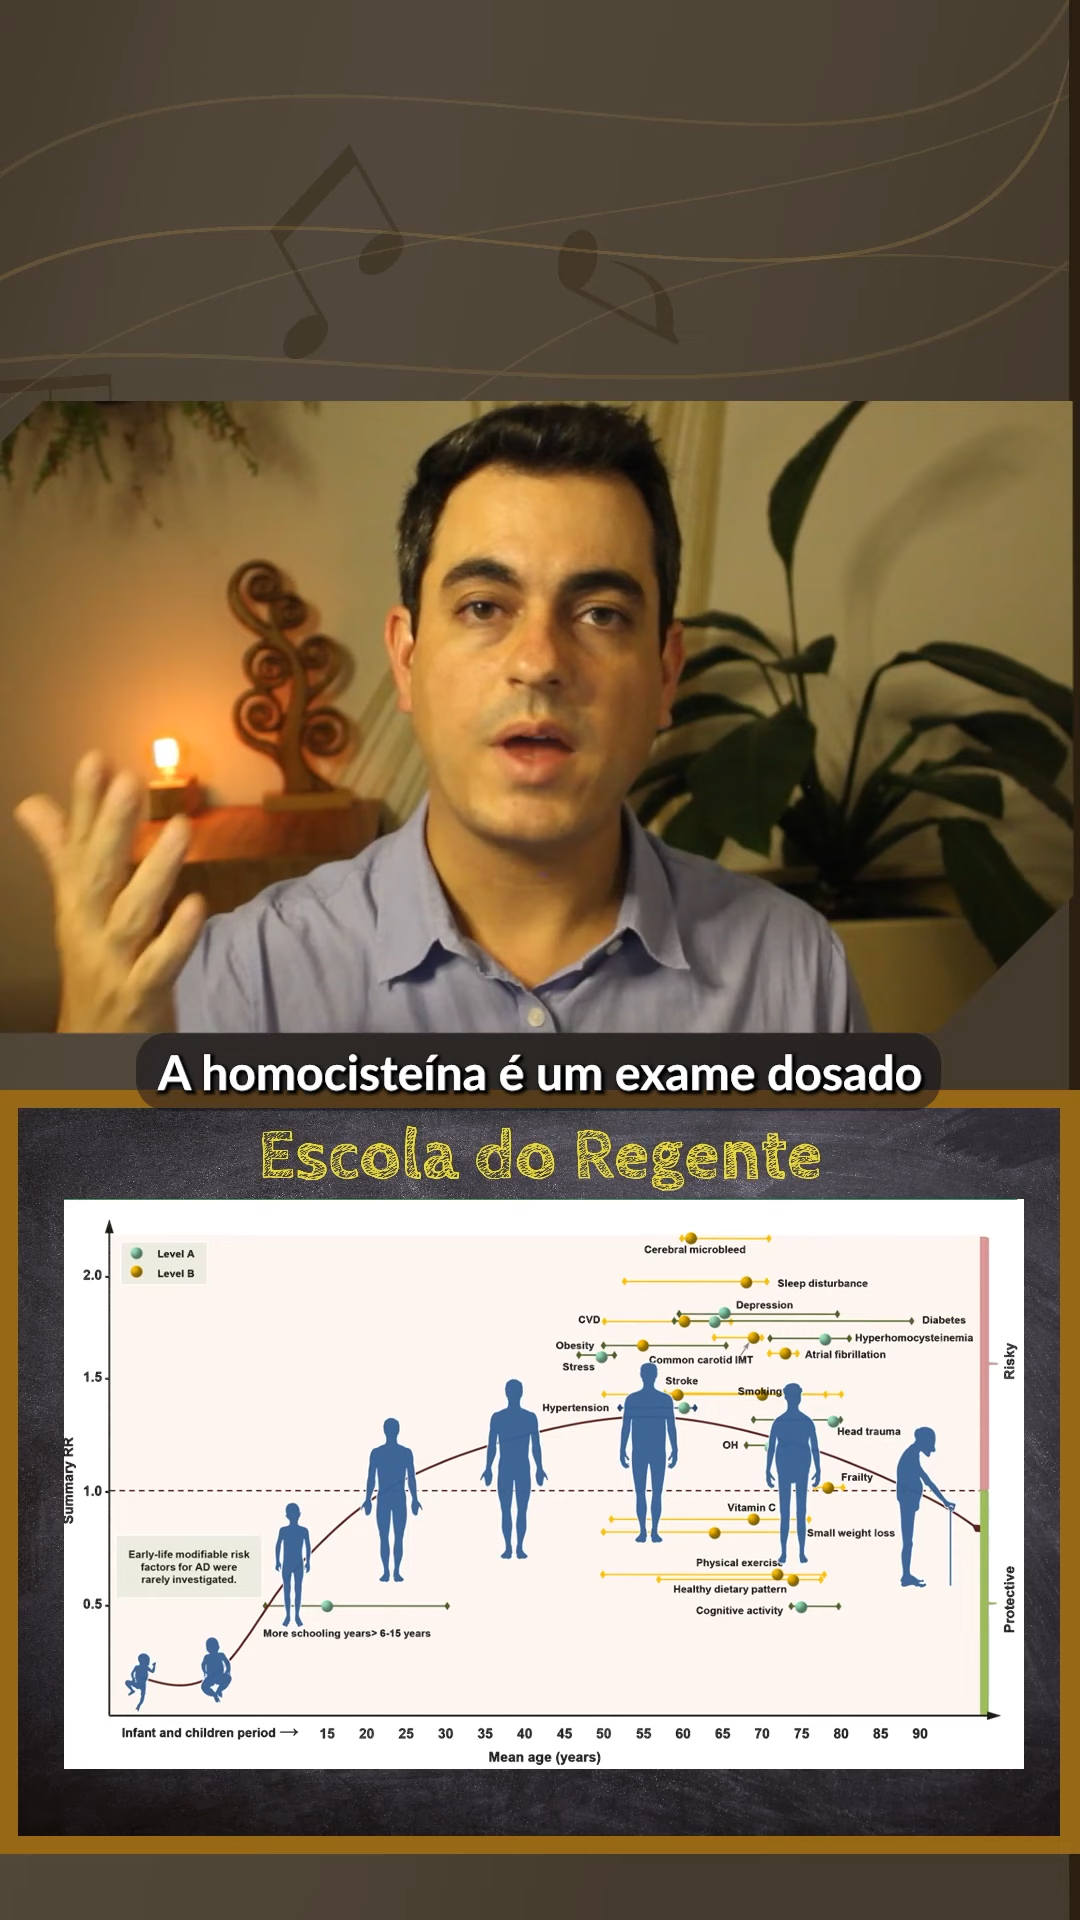 A homocisteína é um exame dosado
Escola do Regente
Level A
Level B
2.0
1.5
1.0
0.5
Summary RR
Cerebral microbleed
Sleep disturbance
Depression
CVD
Diabetes
Hyperhomocysteinemia
Obesity
Common carotid IMT
Atrial fibrillation
Stress
Stroke
Smoking
Hypertension
Head trauma
OH
Frailty
Vitamin C
Small weight loss
Physical exercise
Healthy dietary pattern
Cognitive activity
Early-life modifiable risk
factors for AD were
rarely investigated.
More schooling years> 6-15 years
Risky
Protective
Infant and children period → 15 20 25 30 35 40 45 50 55 60 65 70 75 80 85 90
Mean age (years)